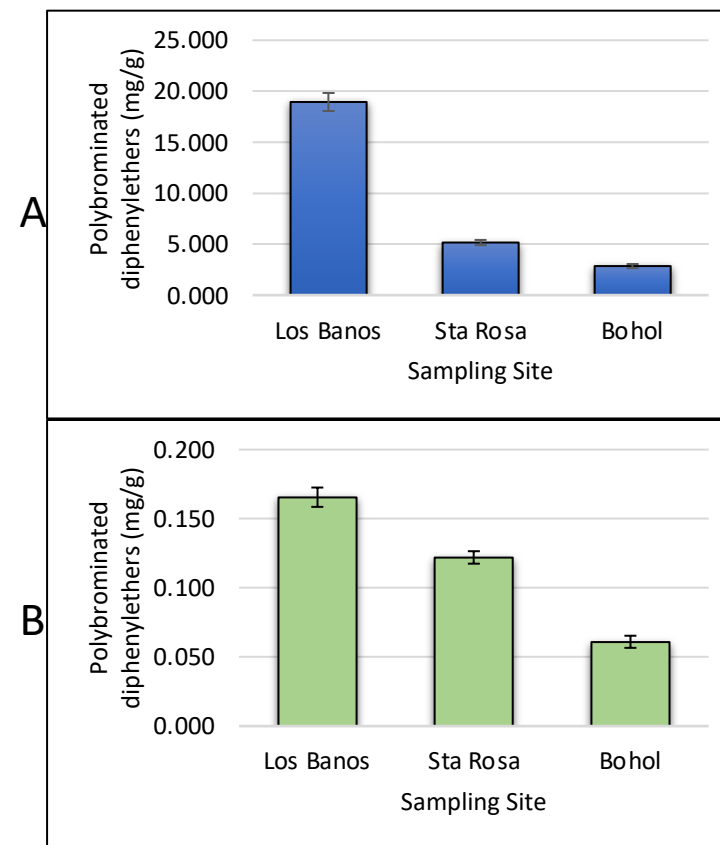 A
Polybrominated
diphenylethers (mg/g)
25.000
20.000
15.000
10.000
5.000
0.000
Los Banos Sta Rosa Bohol
Sampling Site
B
Polybrominated
diphenylethers (mg/g)
0.200
0.150
0.100
0.050
0.000
Los Banos Sta Rosa Bohol
Sampling Site